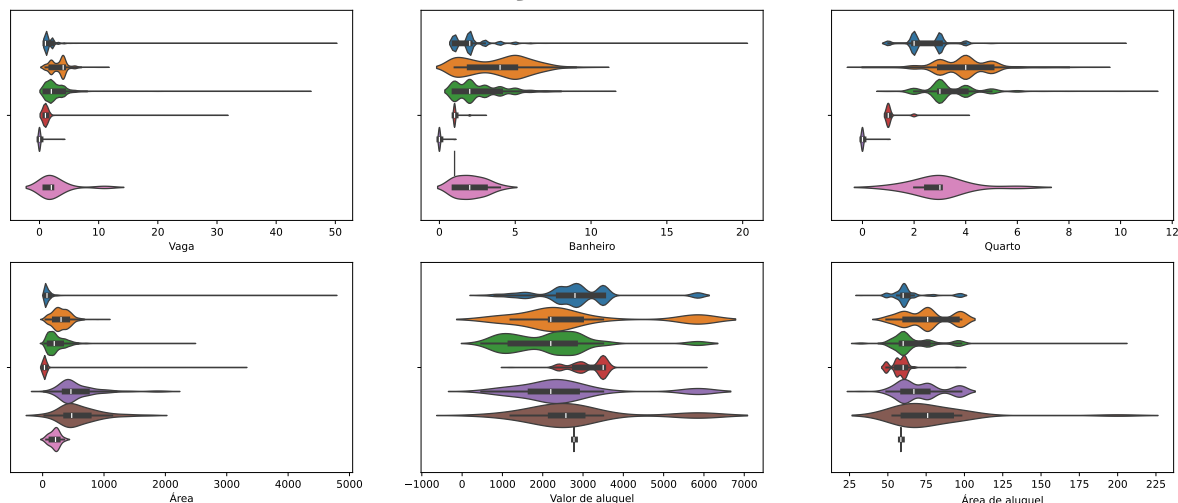 0 10 20 30 40 50
Vaga
0 5 10 15 20
Banheiro
0 2 4 6 8 10 12
Quarto
0 1000 2000 3000 4000 5000
Área
−1000 0 1000 2000 3000 4000 5000 6000 7000
Valor de aluguel
25 50 75 100 125 150 175 200 225
Área de aluguel